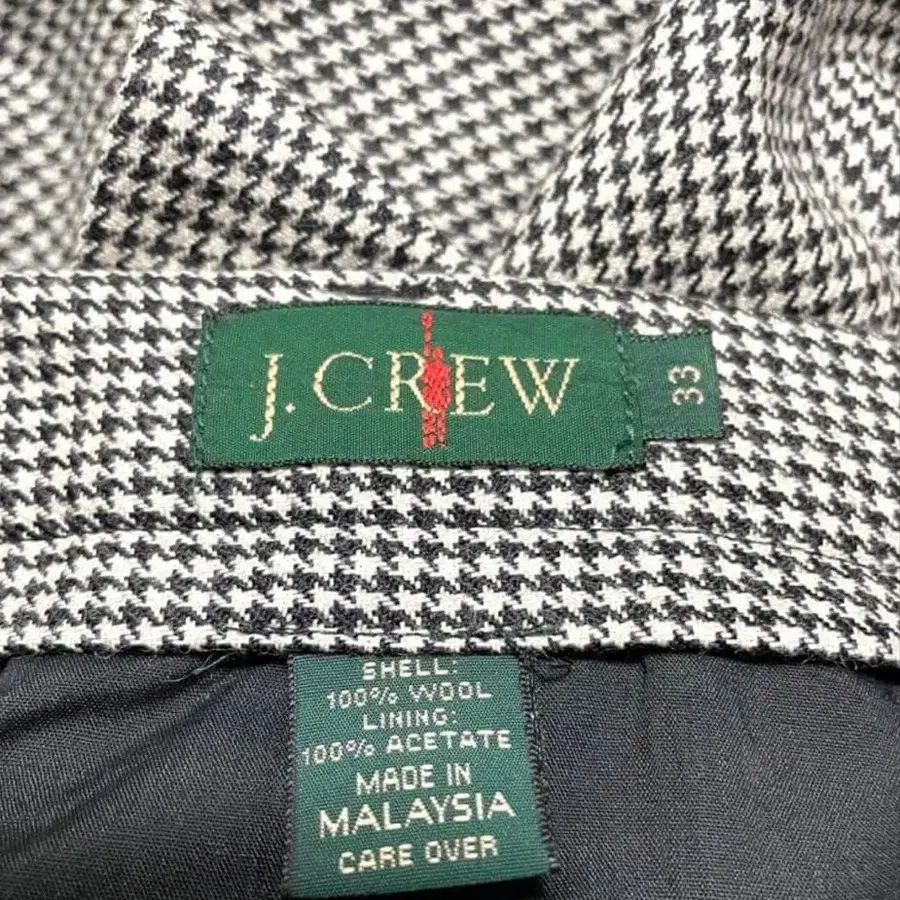 J.CREW
33
SHELL:
100% WOOL
LINING:
100% ACETATE
MADE IN
MALAYSIA
CARE OVER